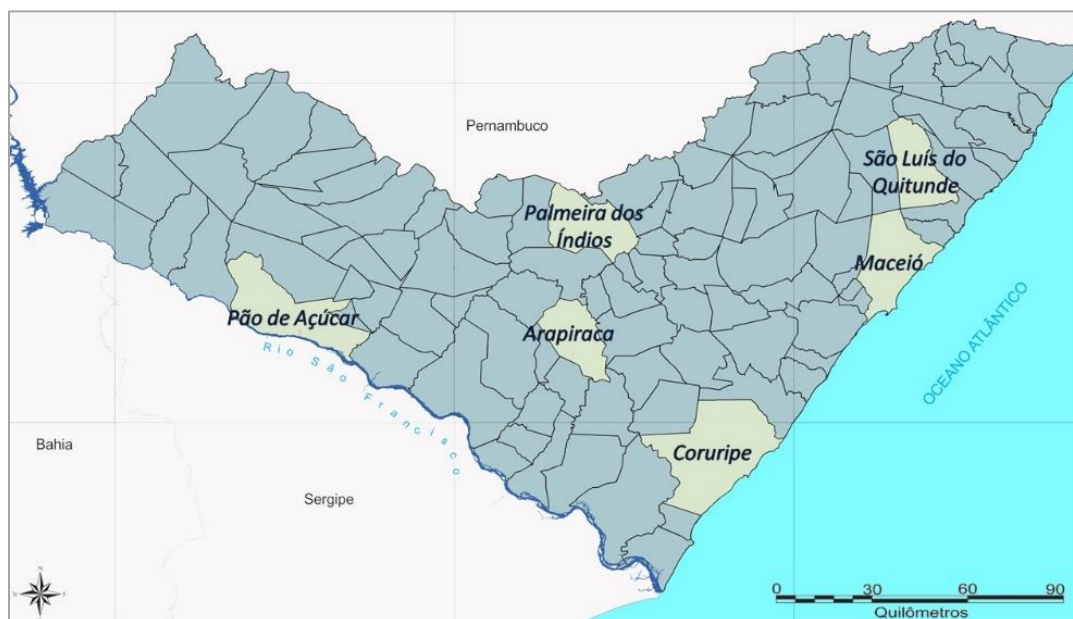 Pernambuco
São Luís do
Quitunde
Palmeira dos
Índios
Maceió
Pão de Açúcar
Arapiraca
Rio São Francisco
OCEANO ATLÂNTICO
Coruripe
Bahia
Sergipe
N
0 30 60 90
Quilômetros